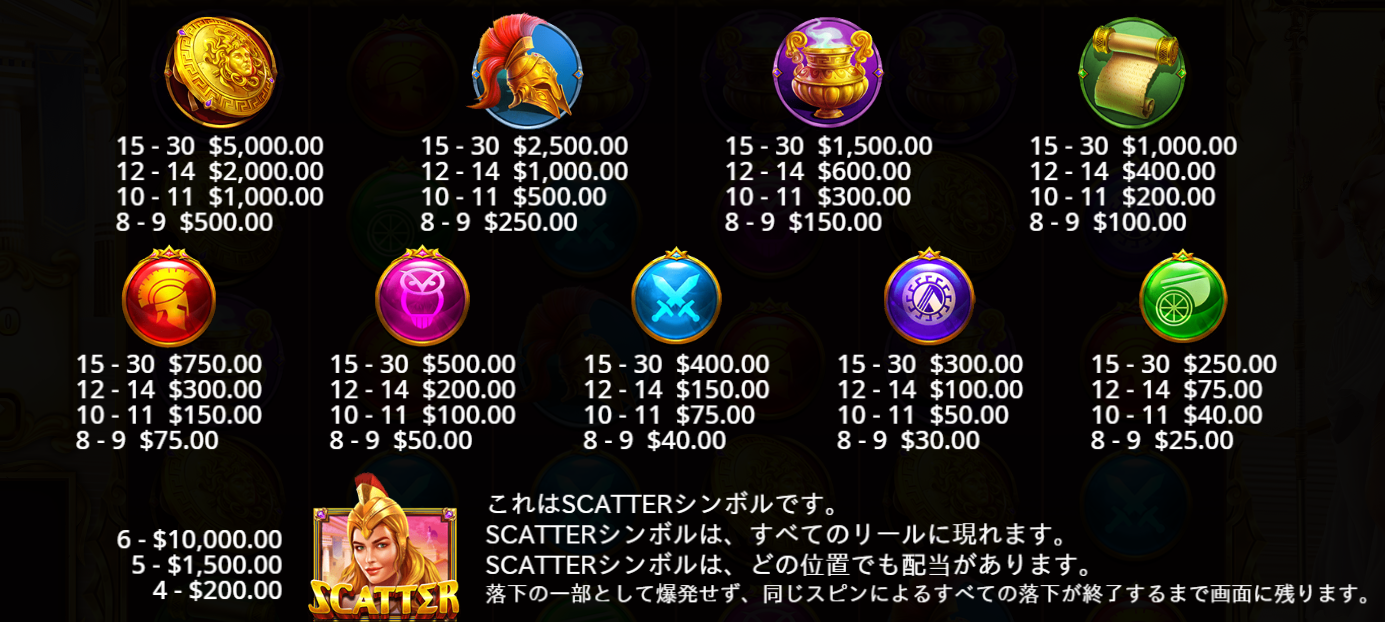 15 - 30 $5,000.00
12 - 14 $2,000.00
10 - 11 $1,000.00
8 - 9 $500.00
15 - 30 $2,500.00
12 - 14 $1,000.00
10 - 11 $500.00
8 - 9 $250.00
15 - 30 $1,500.00
12 - 14 $600.00
10 - 11 $300.00
8 - 9 $150.00
15 - 30 $1,000.00
12 - 14 $400.00
10 - 11 $200.00
8 - 9 $100.00
15 - 30 $750.00
12 - 14 $300.00
10 - 11 $150.00
8 - 9 $75.00
15 - 30 $500.00
12 - 14 $200.00
10 - 11 $100.00
8 - 9 $50.00
15 - 30 $400.00
12 - 14 $150.00
10 - 11 $75.00
8 - 9 $40.00
15 - 30 $300.00
12 - 14 $100.00
10 - 11 $50.00
8 - 9 $30.00
15 - 30 $250.00
12 - 14 $75.00
10 - 11 $40.00
8 - 9 $25.00
6 - $10,000.00
5 - $1,500.00
4 - $200.00
SCATTER
これはSCATTERシンボルです。
SCATTERシンボルは、すべてのリールに現れます。
SCATTERシンボルは、どの位置でも配当があります。
落下の一部として爆発せず、同じスピンによるすべての落下が終了するまで画面に残ります。